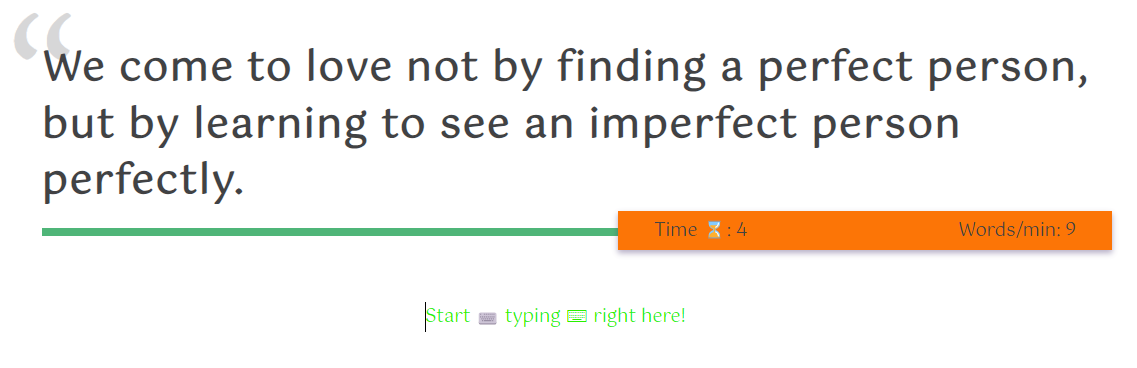 “
We come to love not by finding a perfect person,
but by learning to see an imperfect person
perfectly.
Time ⌛: 4 Words/min: 9
Start ⌨ typing ⌨ right here!